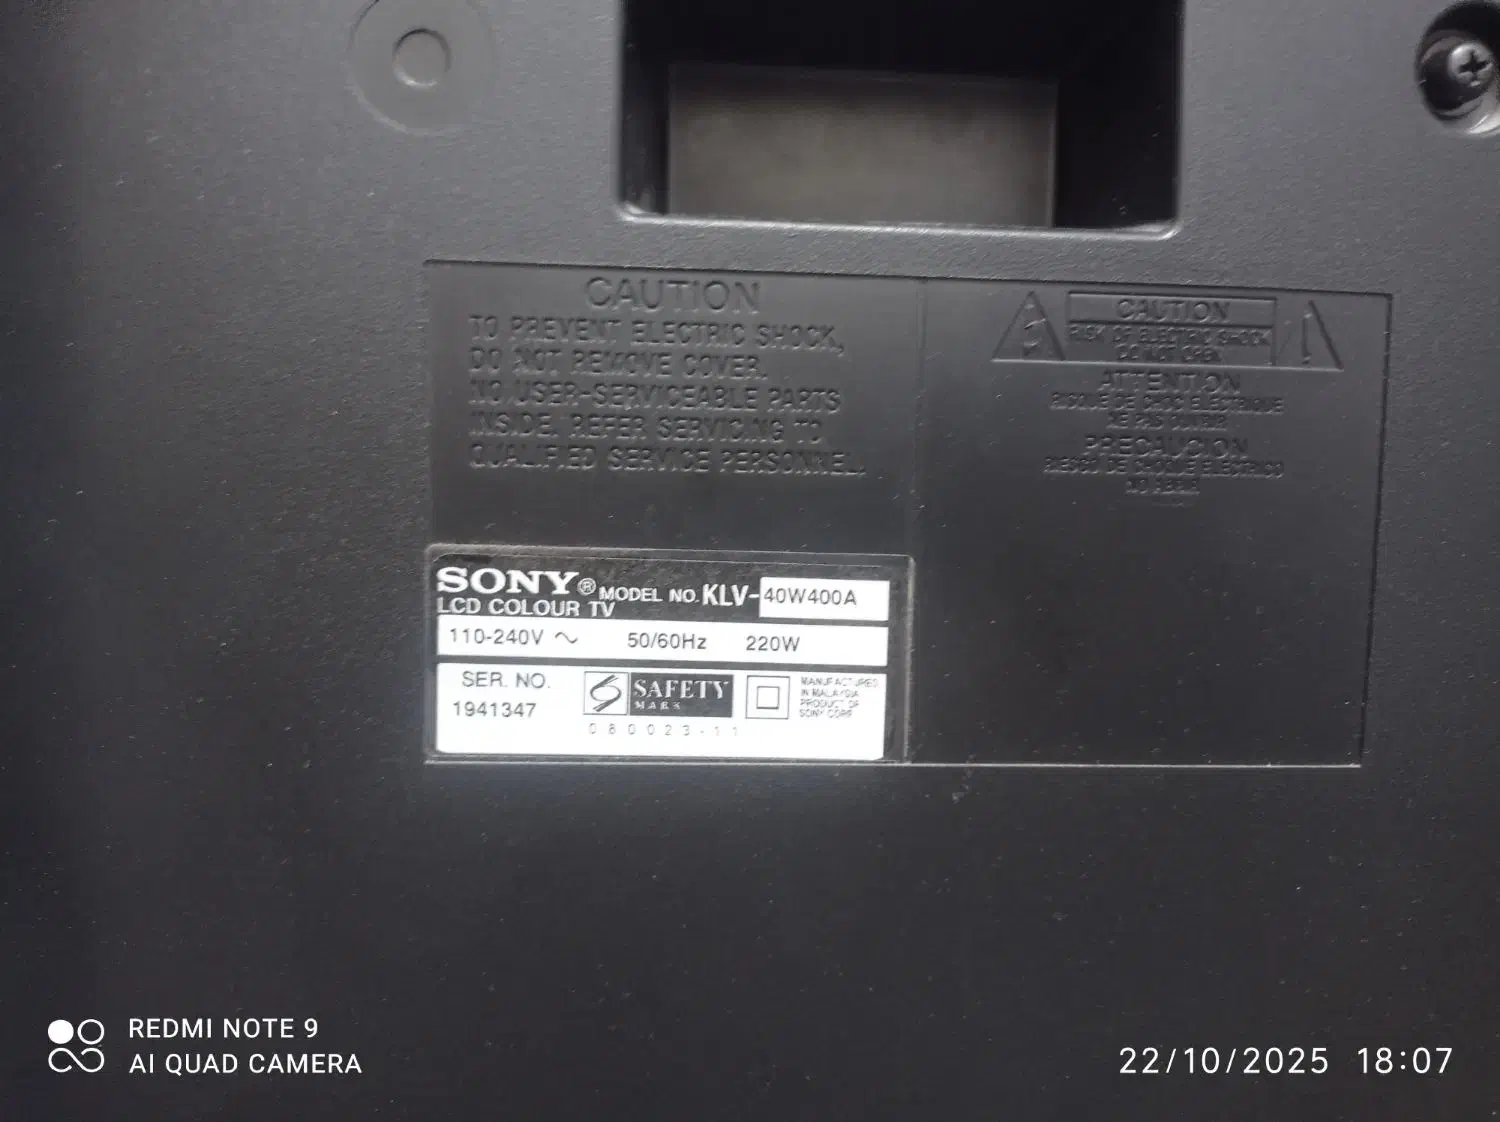 CAUTION
TO PREVENT ELECTRIC SHOCK,
DO NOT REMOVE COVER.
NO USER-SERVICEABLE PARTS
INSIDE. REFER SERVICING TO
QUALIFIED SERVICE PERSONNEL.
CAUTION
RISK OF ELECTRIC SHOCK
DO NOT OPEN
ATTENTION
RISQUE DE CHOC ELECTRIQUE
NE PAS OUVRIR
PRECAUCION
RIESGO DE CHOQUE ELECTRICO
NO ABRIR
SONY® MODEL NO. KLV-40W400A
LCD COLOUR TV
110-240V ~ 50/60Hz 220W
SER. NO.
1941347
SAFETY
MARK
080023-11
MANUFACTURED
IN MALAYSIA
PRODUCT OF
SONY CORP
REDMI NOTE 9
AI QUAD CAMERA
22/10/2025 18:07